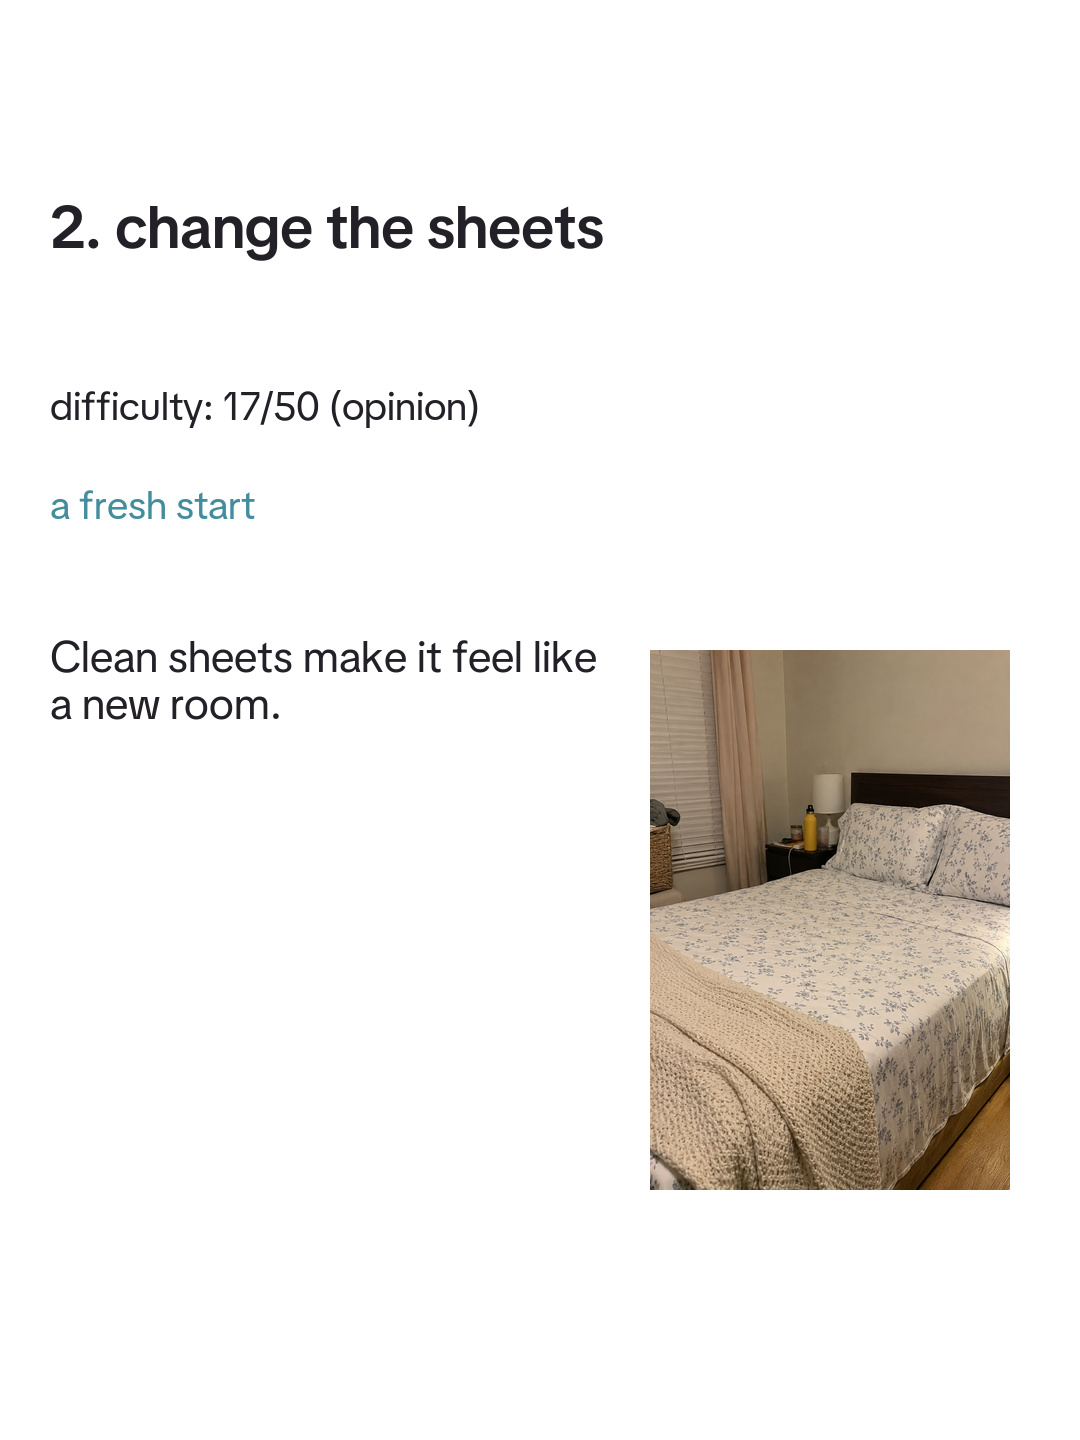 2. change the sheets
difficulty: 17/50 (opinion)
a fresh start
Clean sheets make it feel like
a new room.